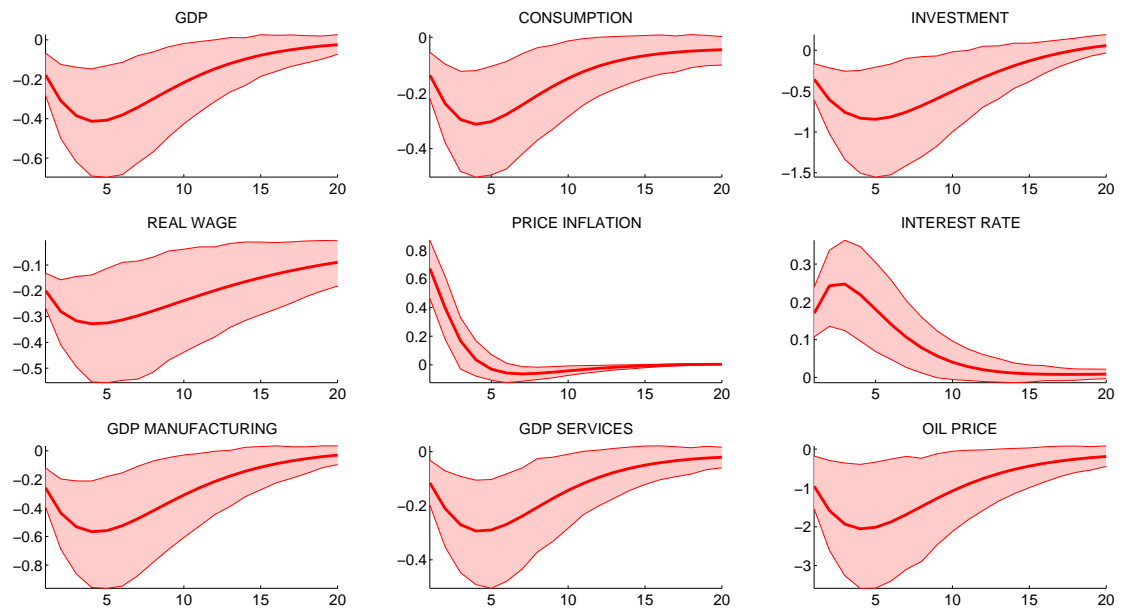 GDP
0
−0.2
−0.4
−0.6
5 10 15 20
CONSUMPTION
0
−0.2
−0.4
5 10 15 20
INVESTMENT
0
−0.5
−1
−1.5
5 10 15 20
REAL WAGE
−0.1
−0.2
−0.3
−0.4
−0.5
5 10 15 20
PRICE INFLATION
0.8
0.6
0.4
0.2
0
5 10 15 20
INTEREST RATE
0.3
0.2
0.1
0
5 10 15 20
GDP MANUFACTURING
0
−0.2
−0.4
−0.6
−0.8
5 10 15 20
GDP SERVICES
0
−0.2
−0.4
5 10 15 20
OIL PRICE
0
−1
−2
−3
5 10 15 20